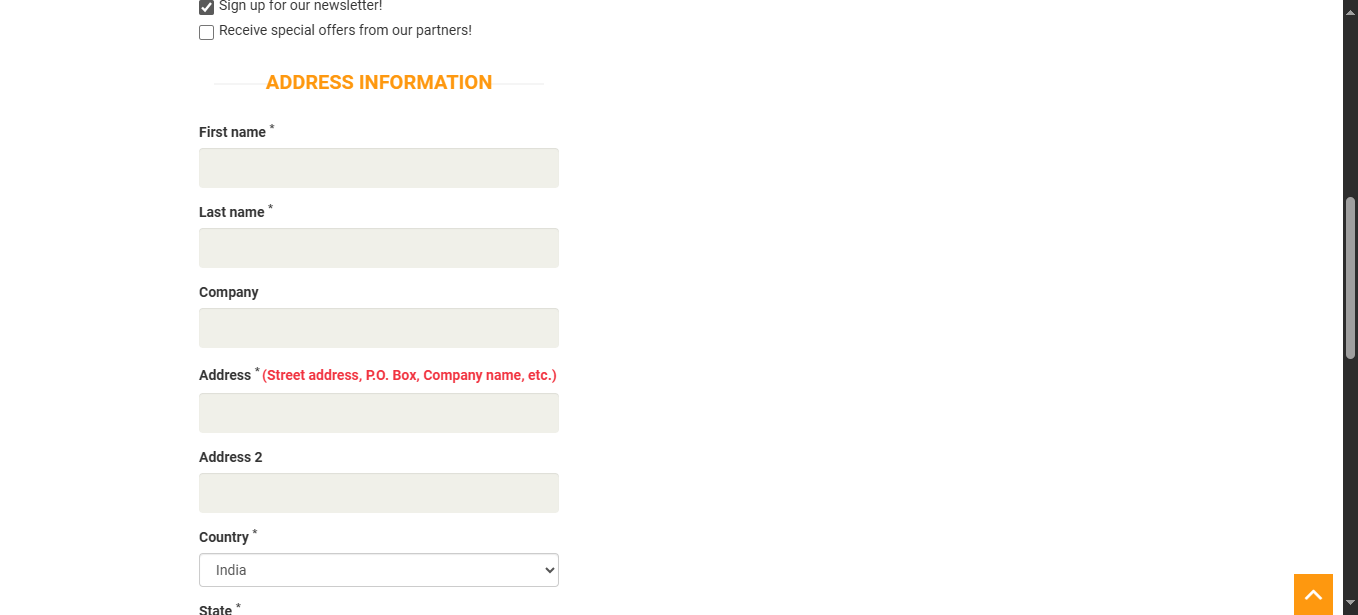 Sign up for our newsletter!
Receive special offers from our partners!
ADDRESS INFORMATION
First name *
Last name *
Company
Address * (Street address, P.O. Box, Company name, etc.)
Address 2
Country *
India
State *